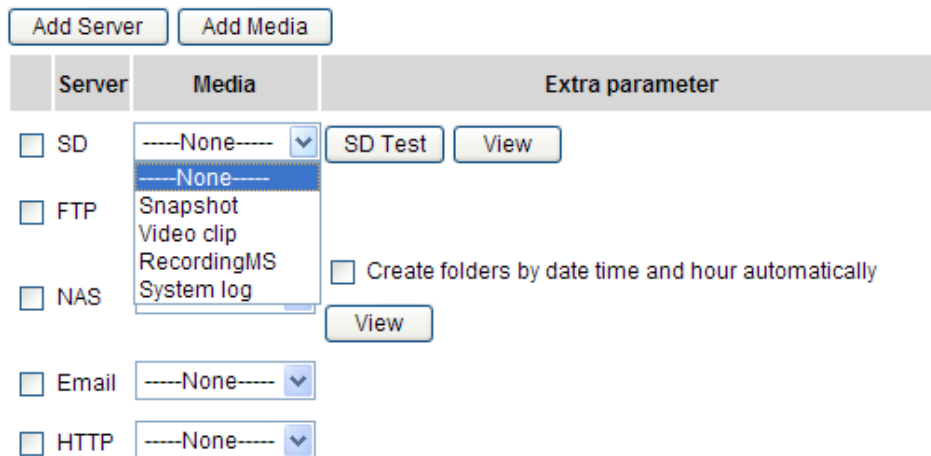 Add Server Add Media
Server Media Extra parameter
SD -----None----- SD Test View
-----None-----
Snapshot
FTP
Video clip
RecordingMS
Create folders by date time and hour automatically
System log
NAS
View
Email -----None-----
HTTP -----None-----